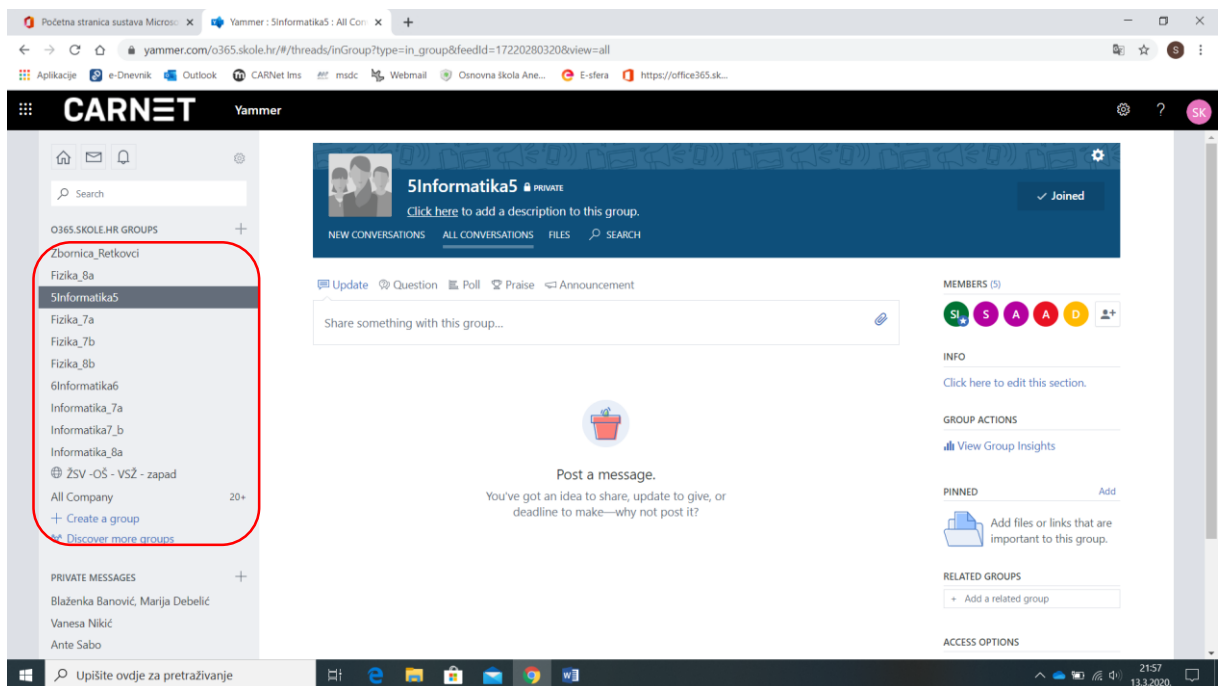 Početna stranica sustava Microso
Yammer : 5Informatika5 : All Con
yammer.com/o365.skole.hr/#/threads/inGroup?type=in_group&feedId=17220280320&view=all
S
Aplikacije e-Dnevnik Outlook CARNet lms msdc Webmail Osnovna škola Ane... E-sfera https://office365.sk...
CARNET Yammer
? SK
Search
O365.SKOLE.HR GROUPS
Zbornica_Retkovci
Fizika_8a
5Informatika5
Fizika_7a
Fizika_7b
Fizika_8b
6Informatika6
Informatika_7a
Informatika7_b
Informatika_8a
ŽSV -OŠ - VSŽ - zapad
All Company 20+
+ Create a group
Discover more groups
PRIVATE MESSAGES
Blaženka Banović, Marija Debelić
Vanesa Nikić
Ante Sabo
5Informatika5 PRIVATE
Click here to add a description to this group.
NEW CONVERSATIONS ALL CONVERSATIONS FILES SEARCH
✓ Joined
Update Question Poll Praise Announcement
Share something with this group...
Post a message.
You've got an idea to share, update to give, or
deadline to make—why not post it?
MEMBERS (5)
SI S A A D
INFO
Click here to edit this section.
GROUP ACTIONS
View Group Insights
PINNED Add
Add files or links that are
important to this group.
RELATED GROUPS
+ Add a related group
ACCESS OPTIONS
Upišite ovdje za pretraživanje
21:57
13.3.2020.